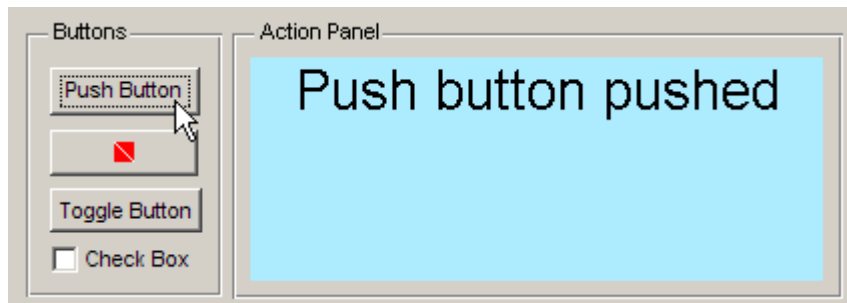 Buttons
Push Button
Toggle Button
Check Box
Action Panel
Push button pushed